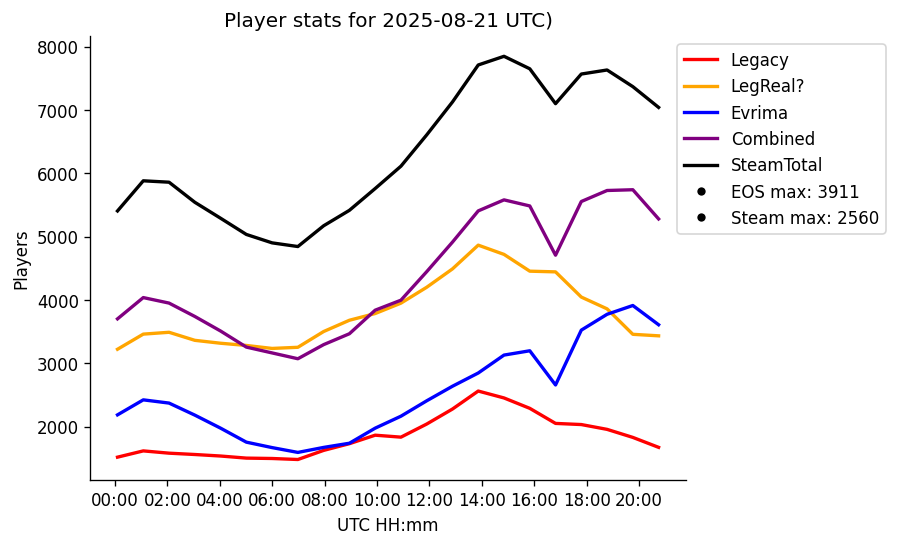 Player stats for 2025-08-21 UTC)
Legacy
LegReal?
Evrima
Combined
SteamTotal
EOS max: 3911
Steam max: 2560
Players
8000
7000
6000
5000
4000
3000
2000
00:00 02:00 04:00 06:00 08:00 10:00 12:00 14:00 16:00 18:00 20:00
UTC HH:mm